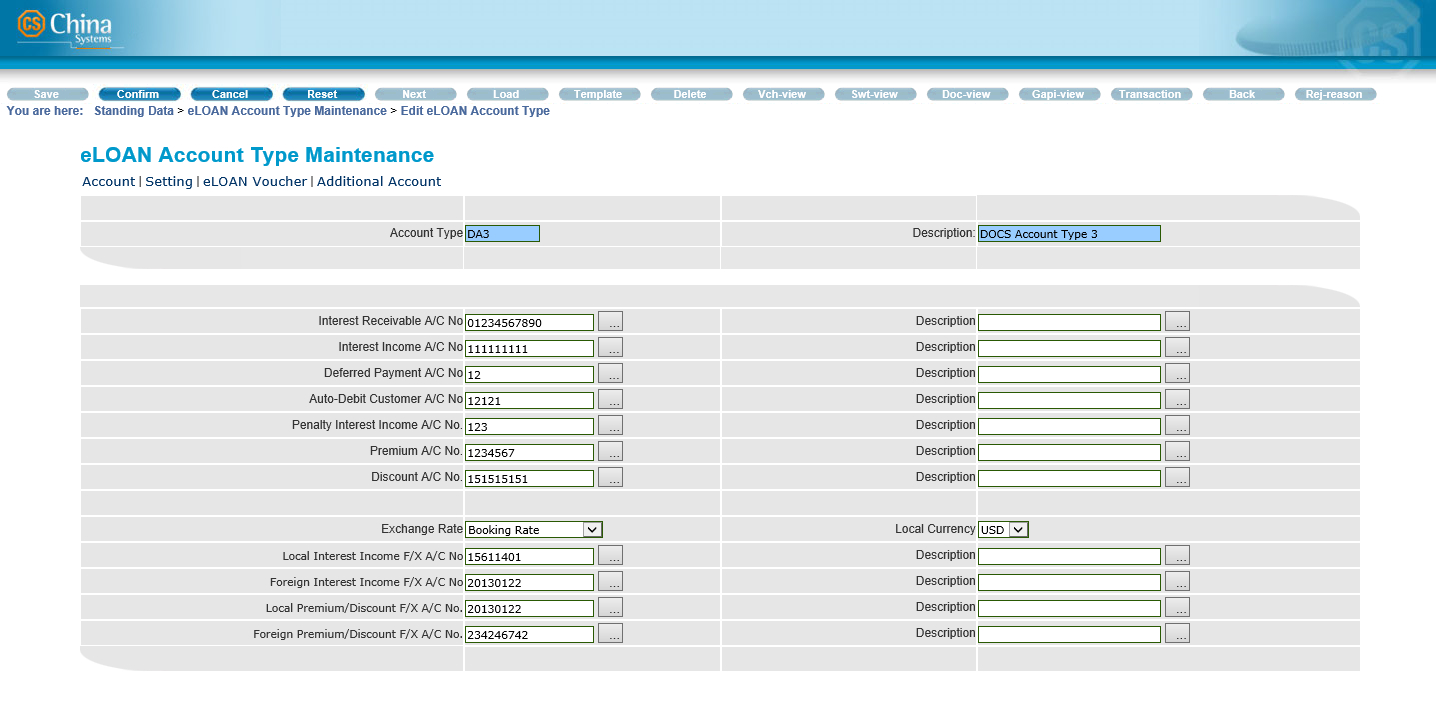 CS China
Systems
CS
Save Confirm Cancel Reset Next Load Template Delete Vch-view Swt-view Doc-view Gapi-view Transaction Back Rej-reason
You are here: Standing Data > eLOAN Account Type Maintenance > Edit eLOAN Account Type
eLOAN Account Type Maintenance
Account | Setting | eLOAN Voucher | Additional Account
Account Type DA3 Description: DOCS Account Type 3
Interest Receivable A/C No 01234567890 ... Description ...
Interest Income A/C No 111111111 ... Description ...
Deferred Payment A/C No 12 ... Description ...
Auto-Debit Customer A/C No 12121 ... Description ...
Penalty Interest Income A/C No. 123 ... Description ...
Premium A/C No. 1234567 ... Description ...
Discount A/C No. 151515151 ... Description ...
Exchange Rate Booking Rate Local Currency USD
Local Interest Income F/X A/C No 15611401 ... Description ...
Foreign Interest Income F/X A/C No 20130122 ... Description ...
Local Premium/Discount F/X A/C No. 20130122 ... Description ...
Foreign Premium/Discount F/X A/C No. 234246742 ... Description ...